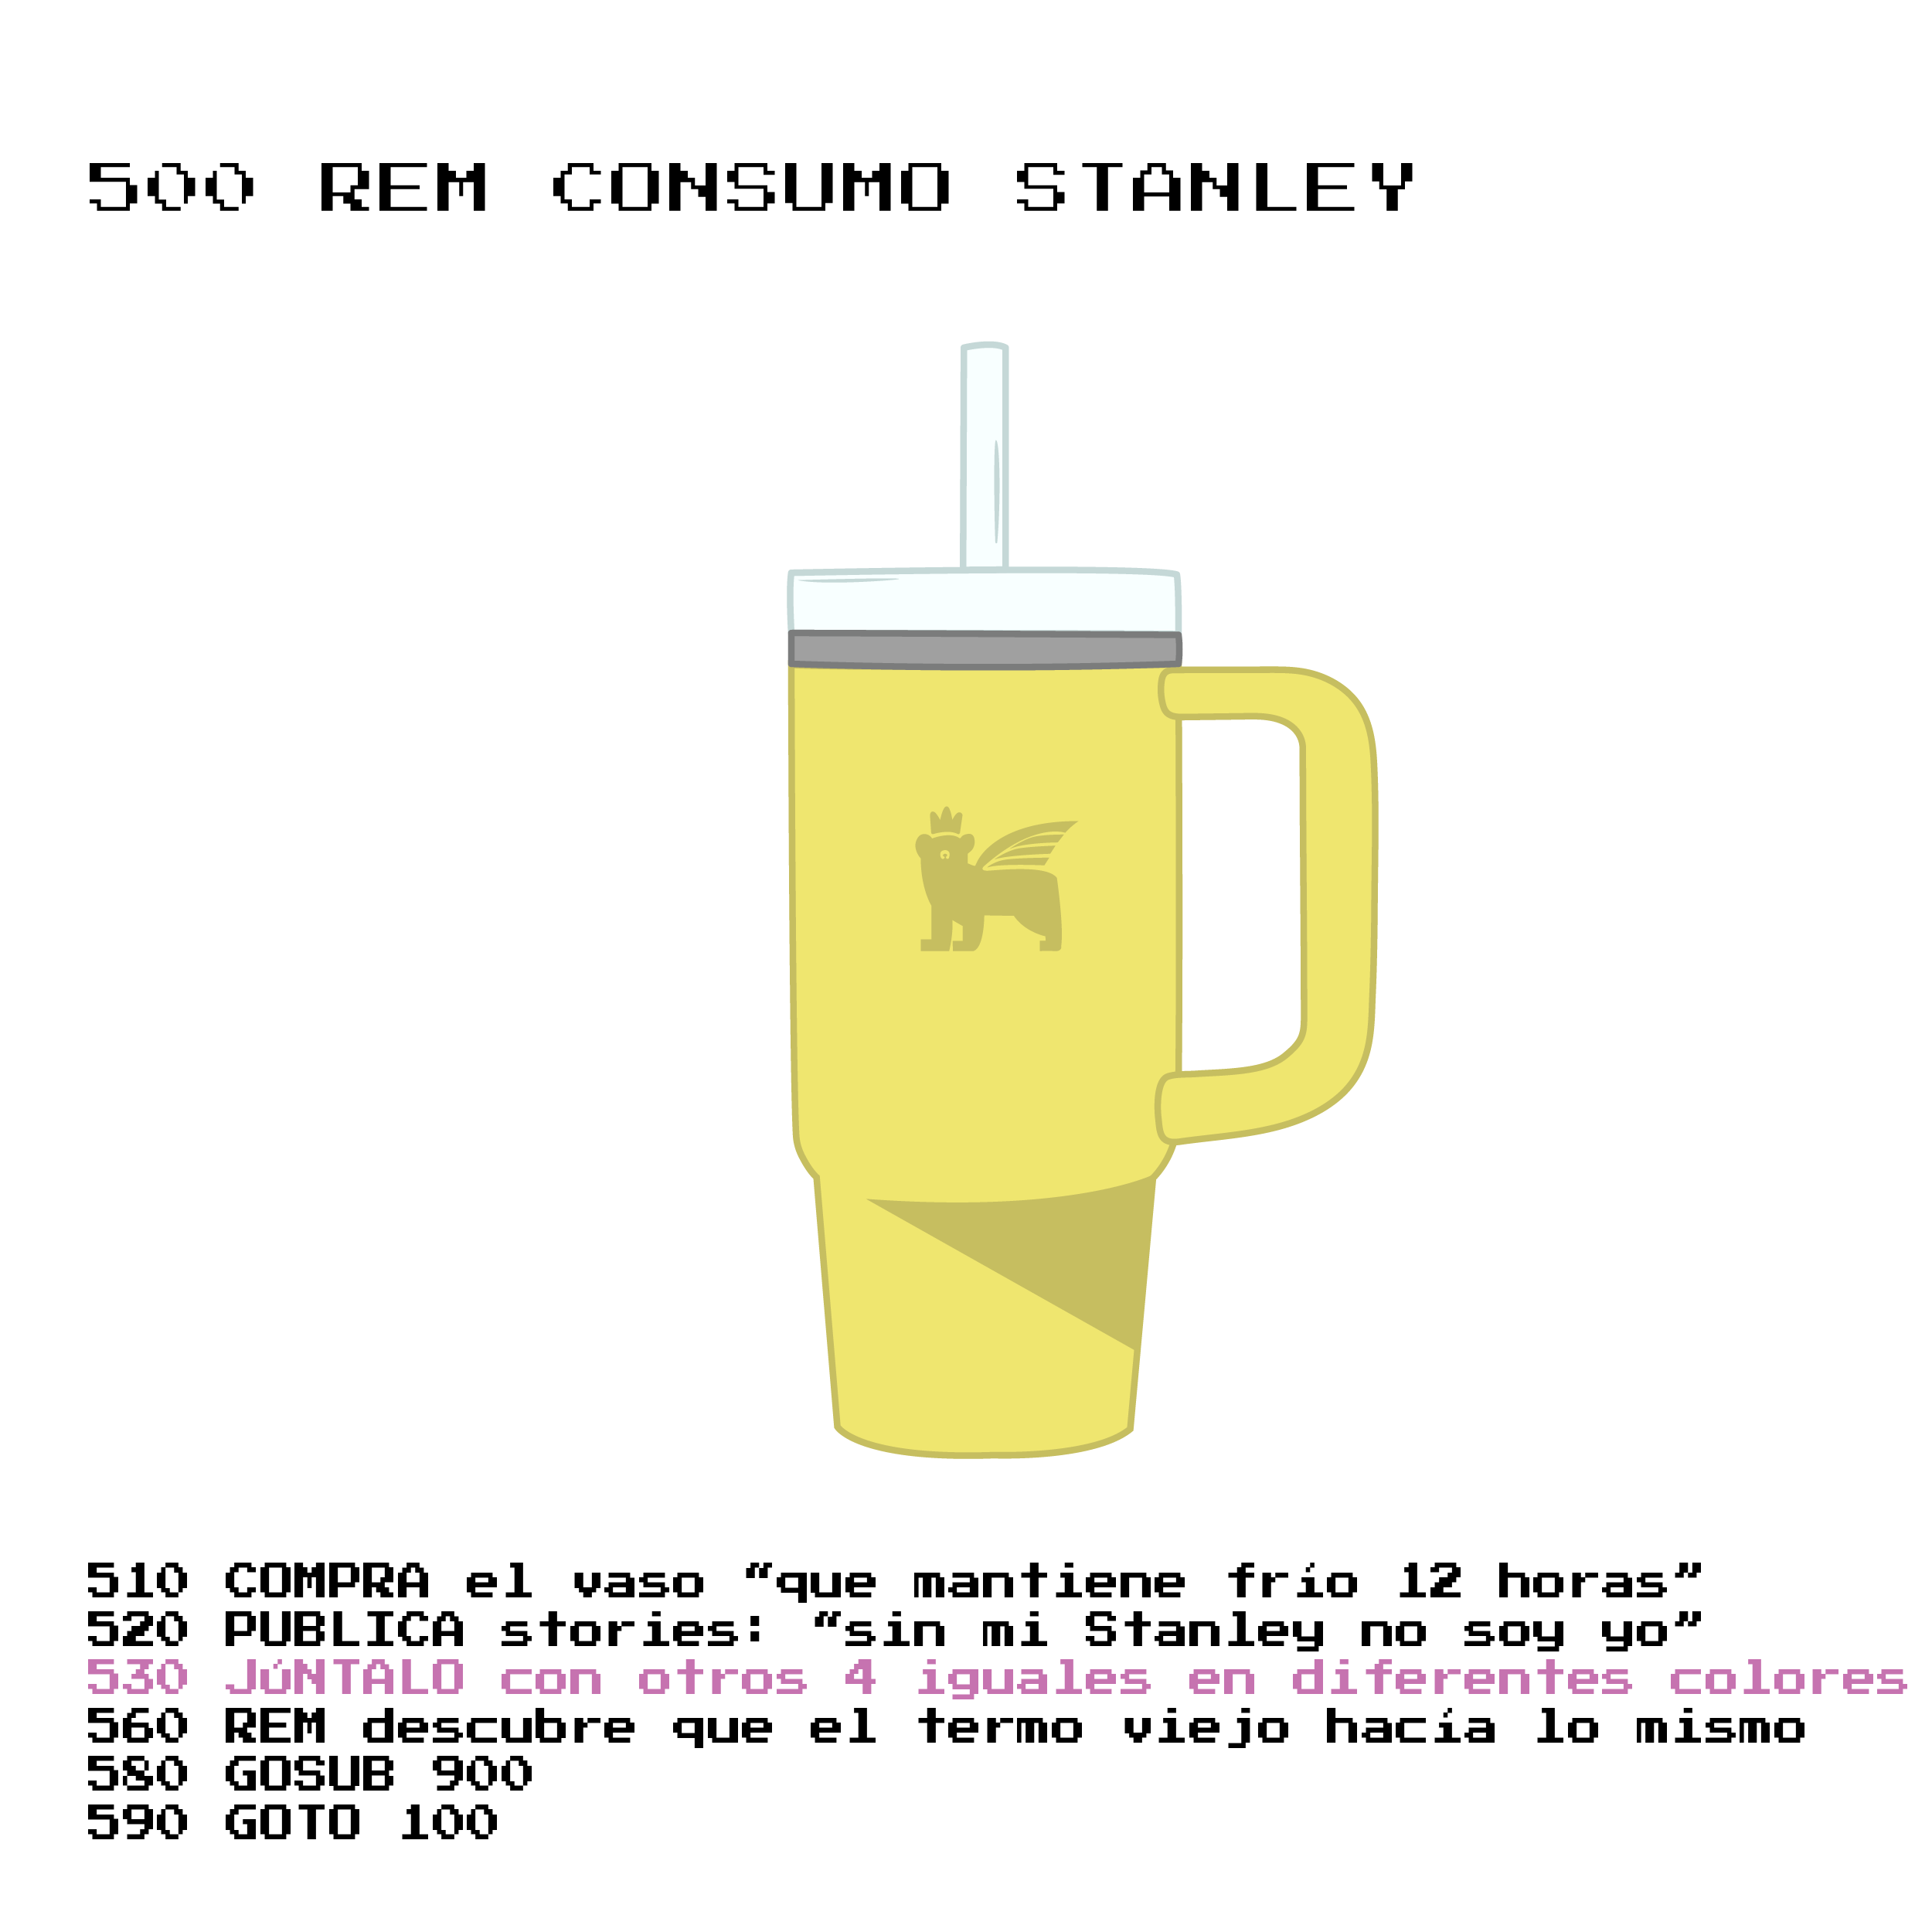 500 REM CONSUMO STANLEY
510 COMPRA el vaso “que mantiene frío 12 horas”
520 PUBLICA stories: “sin mi Stanley no soy yo”
530 JÚNTALO con otros 4 iguales en diferentes colores
560 REM descubre que el termo viejo hacía lo mismo
580 GOSUB 900
590 GOTO 100